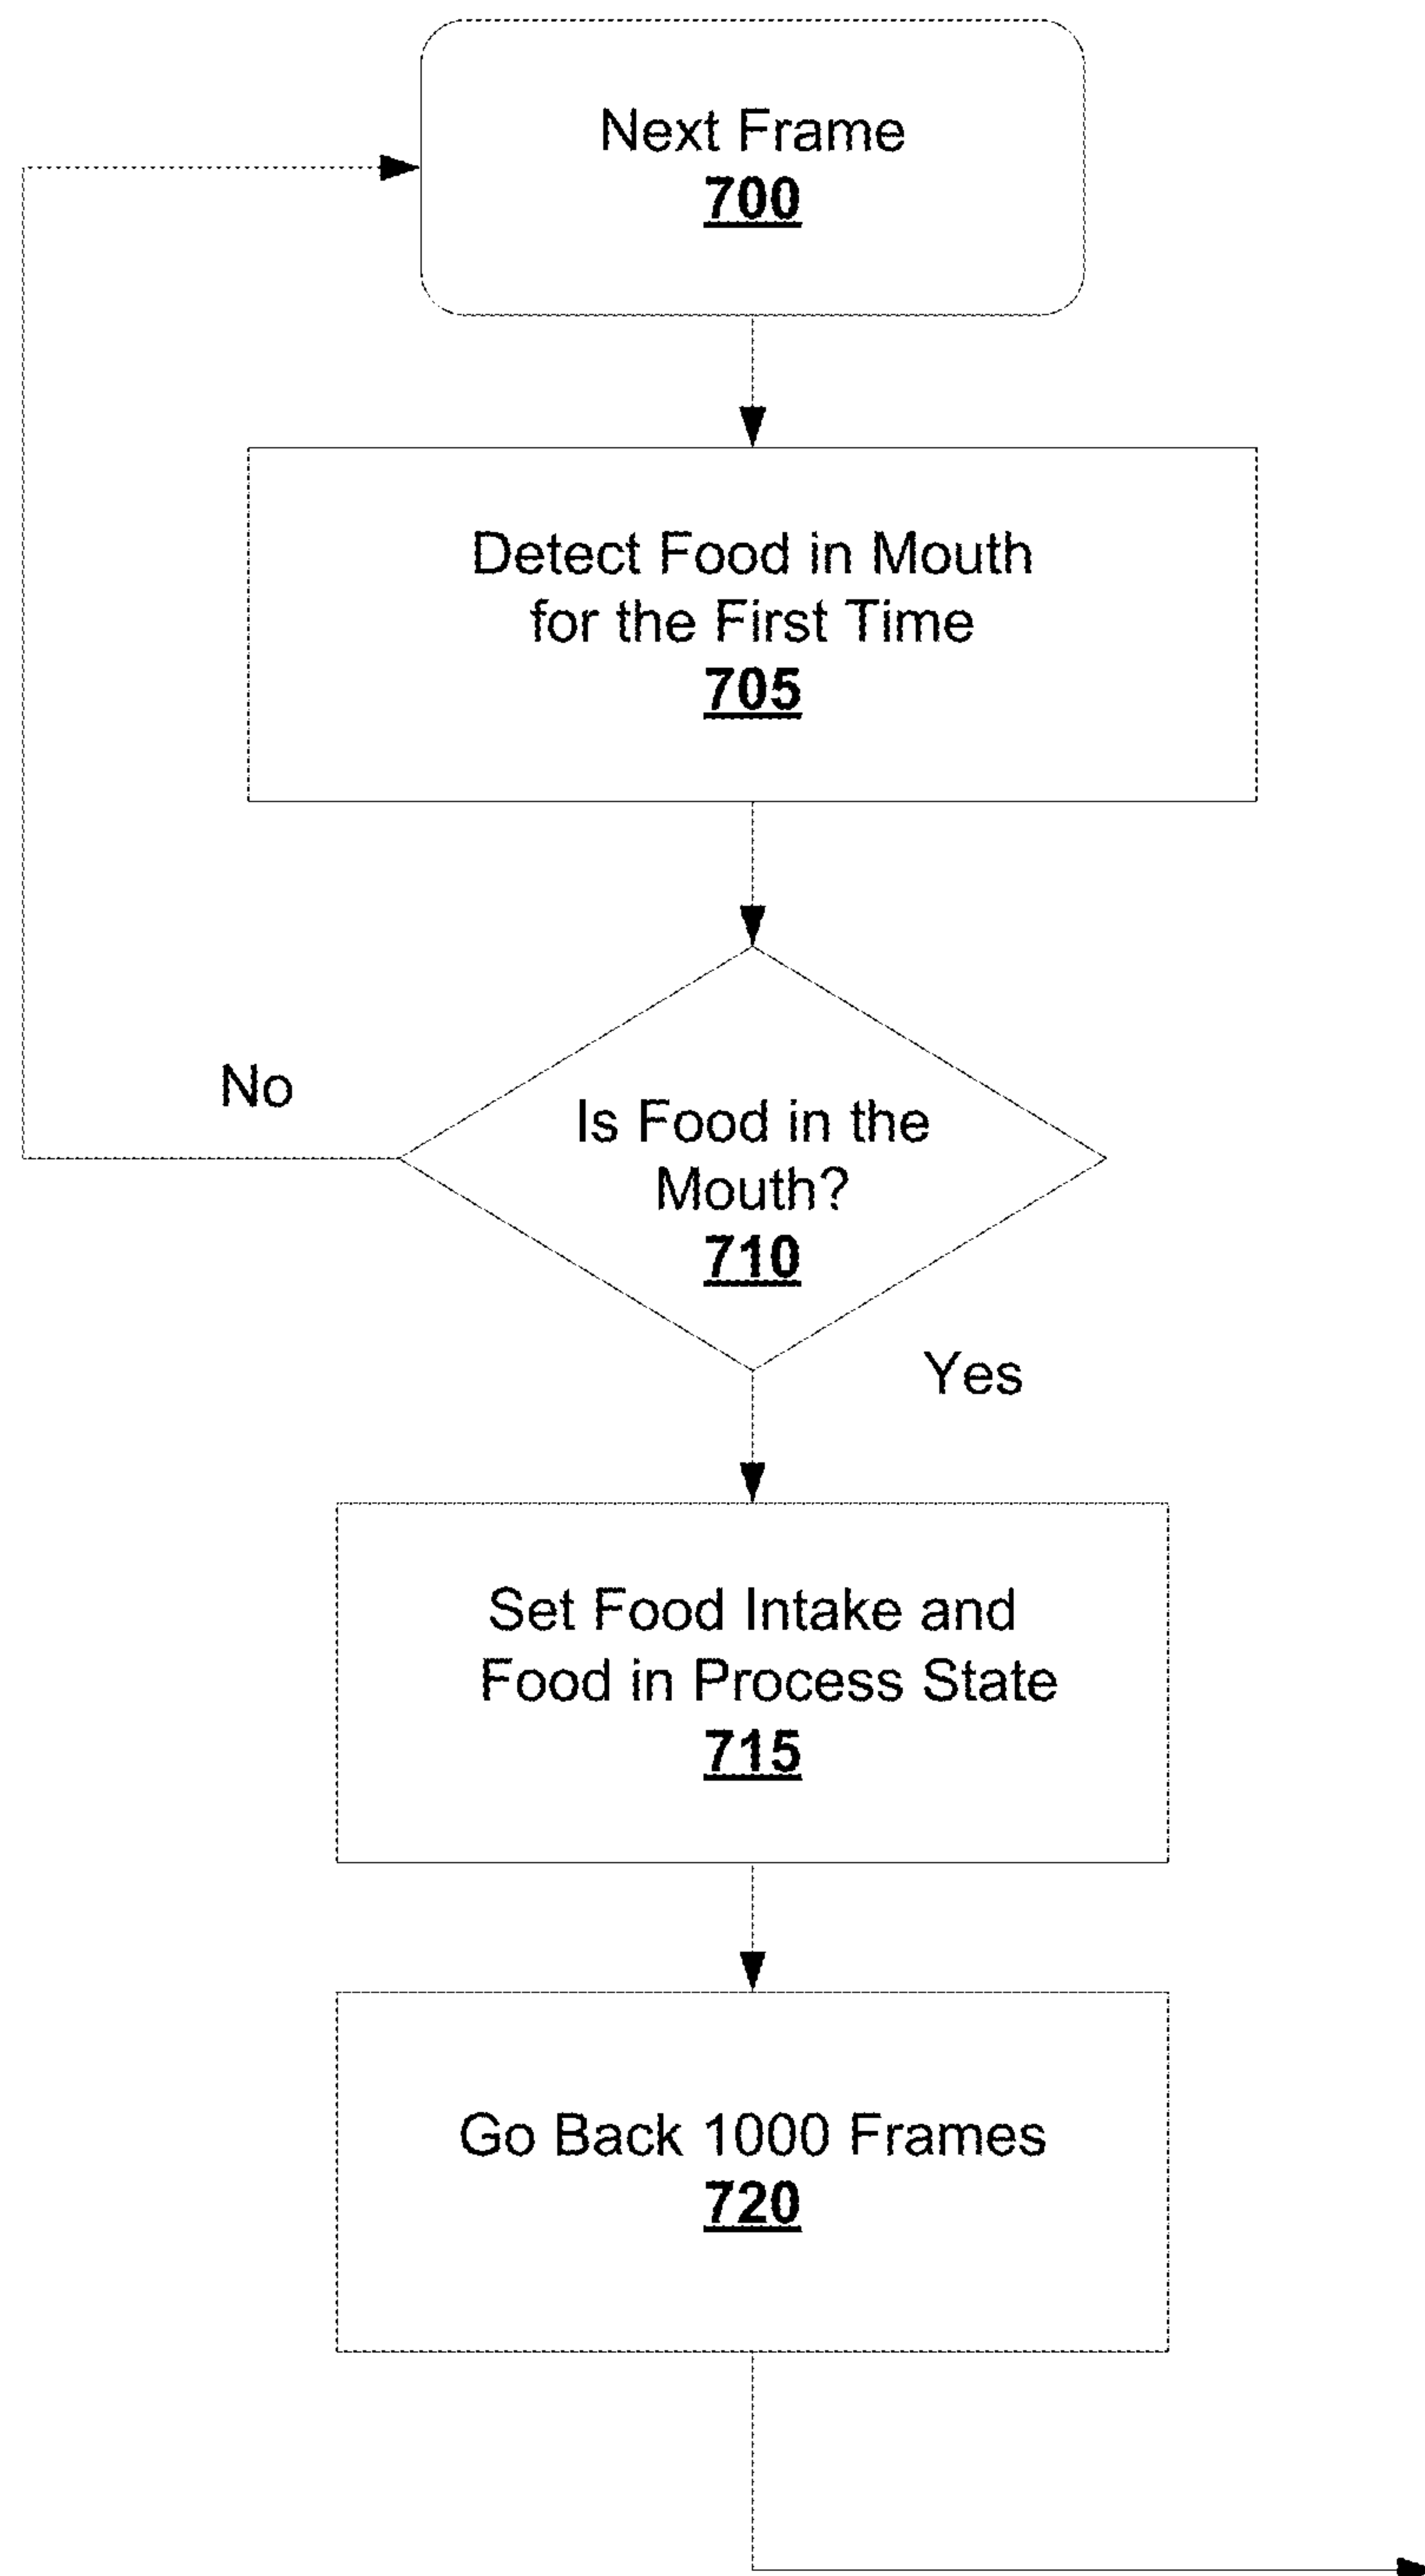 Next Frame
700
Detect Food in Mouth
for the First Time
705
No
Is Food in the
Mouth?
710
Yes
Set Food Intake and
Food in Process State
715
Go Back 1000 Frames
720